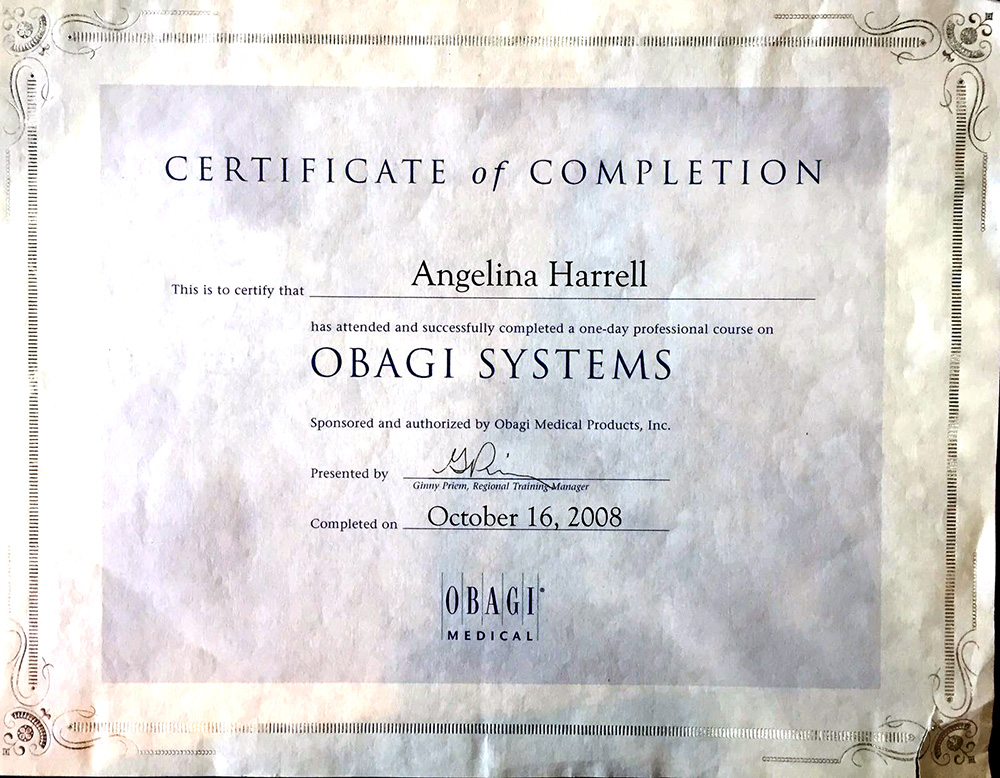 CERTIFICATE of COMPLETION
This is to certify that Angelina Harrell
has attended and successfully completed a one-day professional course on
OBAGI SYSTEMS
Sponsored and authorized by Obagi Medical Products, Inc.
Presented by
Ginny Priem, Regional Training Manager
Completed on October 16, 2008
OBAGI®
MEDICAL